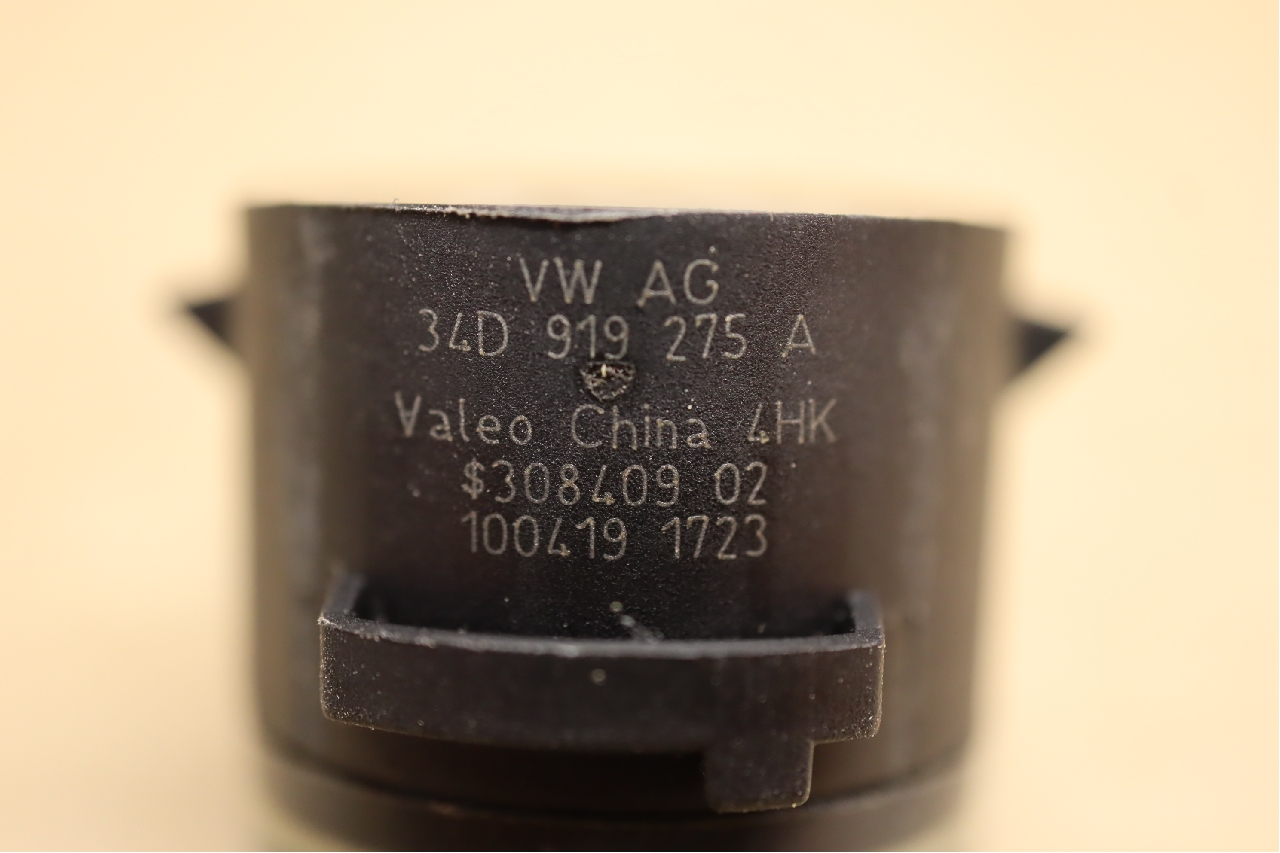 VW AG
34D 919 275 A
Valeo China 4HK
$308409 02
100419 1723